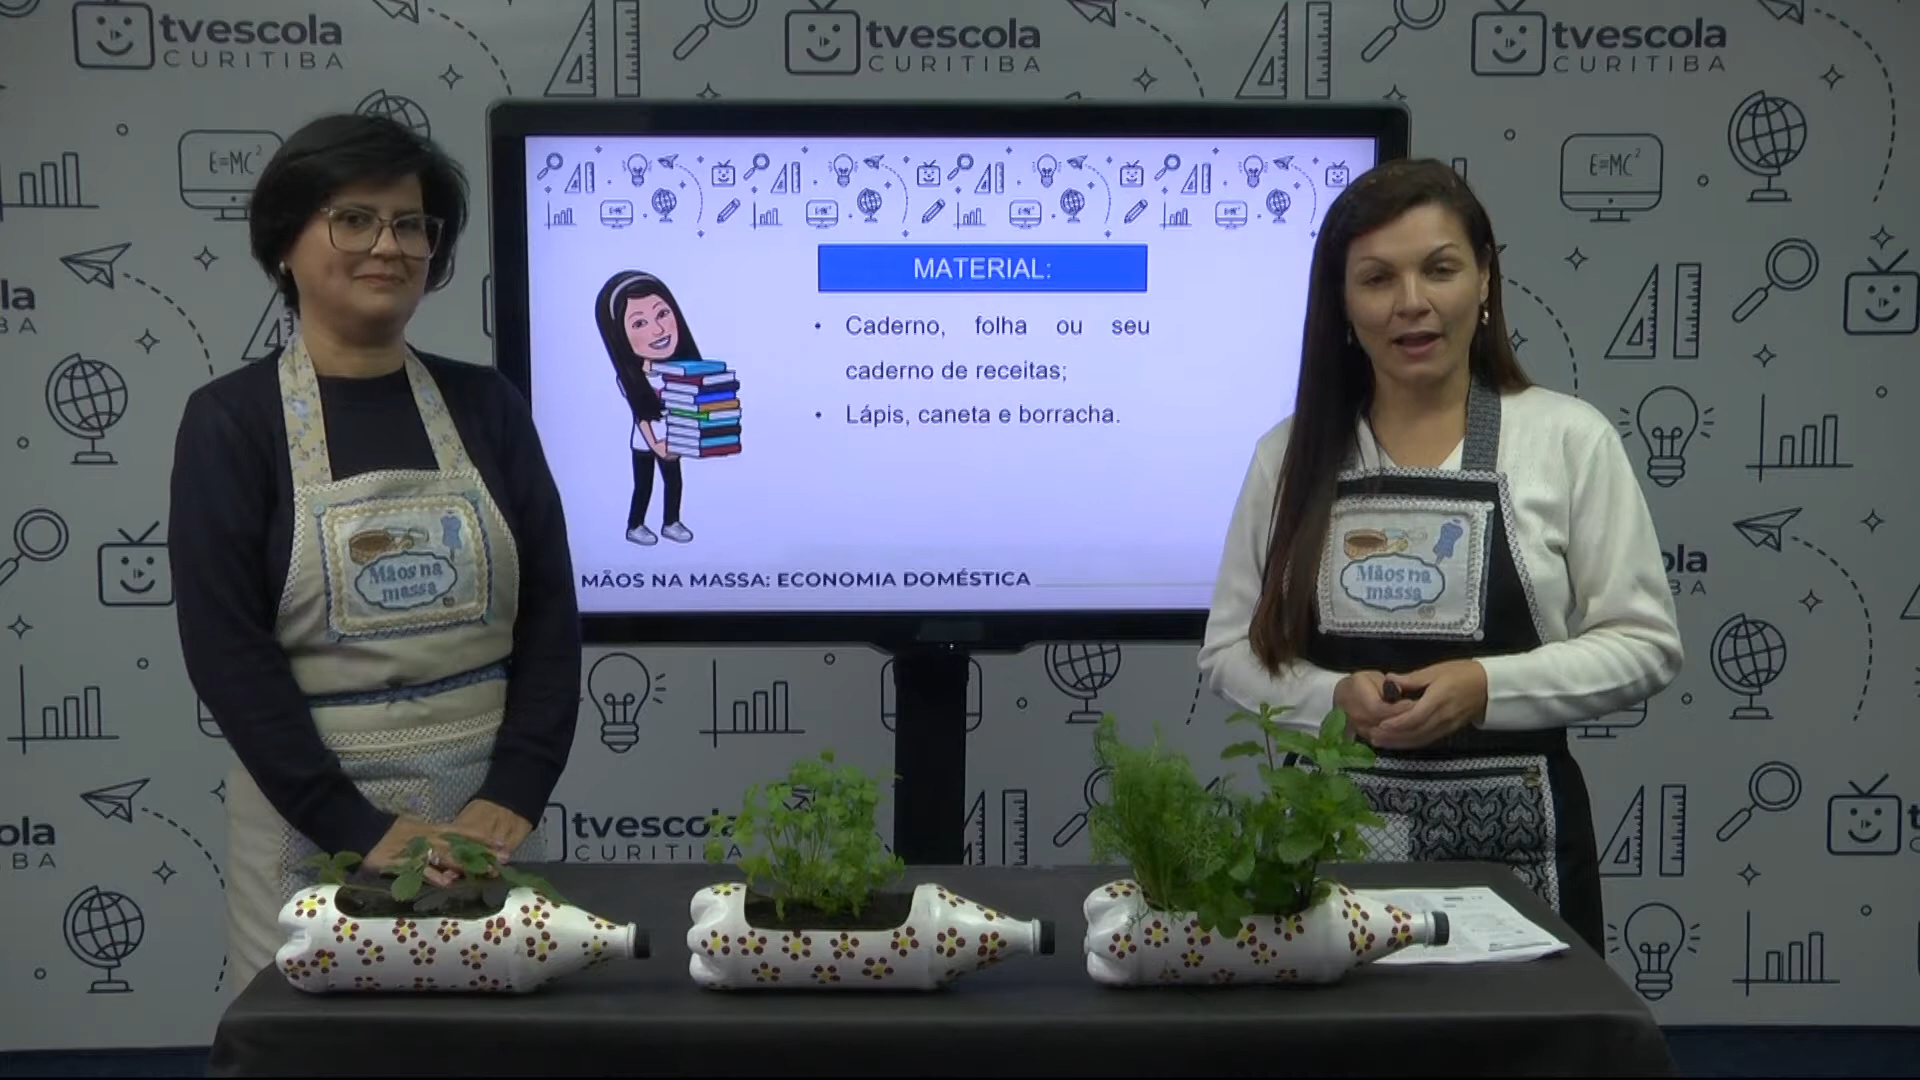 tvescola
CURITIBA
tvescola
CURITIBA
tvescola
CURITIBA
E=MC²
E=MC²
MATERIAL:
• Caderno, folha ou seu
caderno de receitas;
• Lápis, caneta e borracha.
MÃOS NA MASSA: ECONOMIA DOMÉSTICA
Mãos na
massa
Mãos na
massa
tvescola
CURITIBA